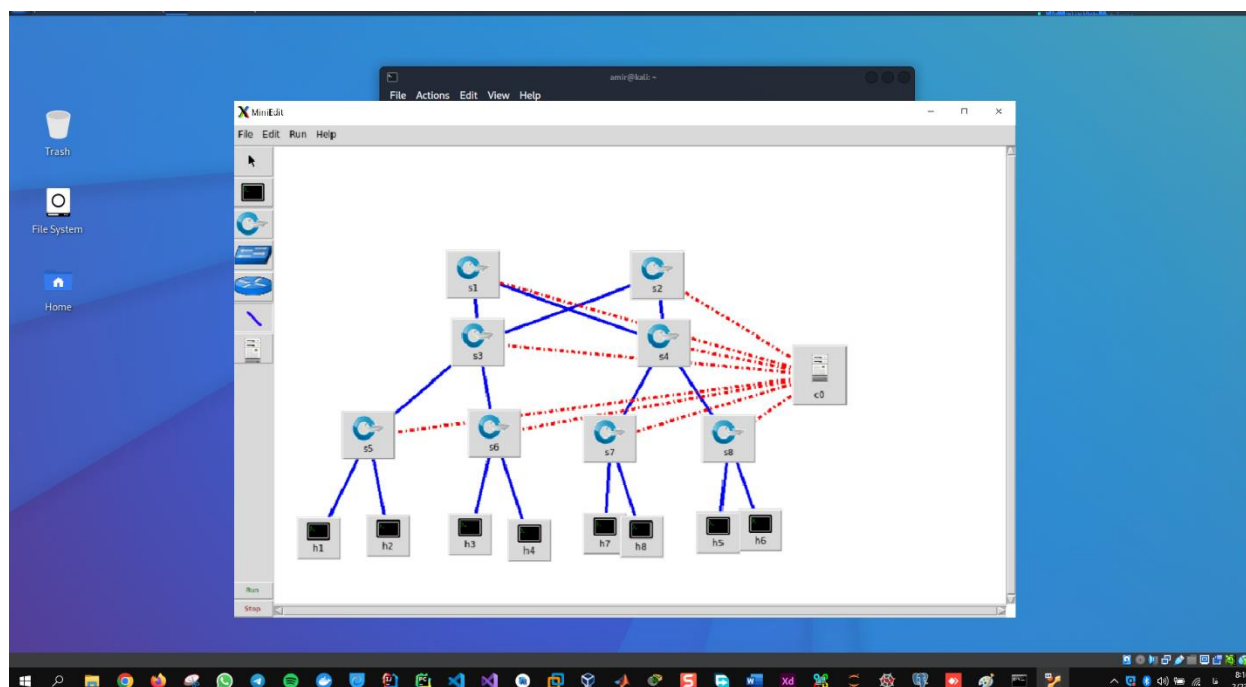 amir@kali: ~
File Actions Edit View Help
MiniEdit
File Edit Run Help
Trash
File System
Home
s1
s2
s3
s4
c0
s5
s6
s7
s8
h1
h2
h3
h4
h7
h8
h5
h6
Run
Stop